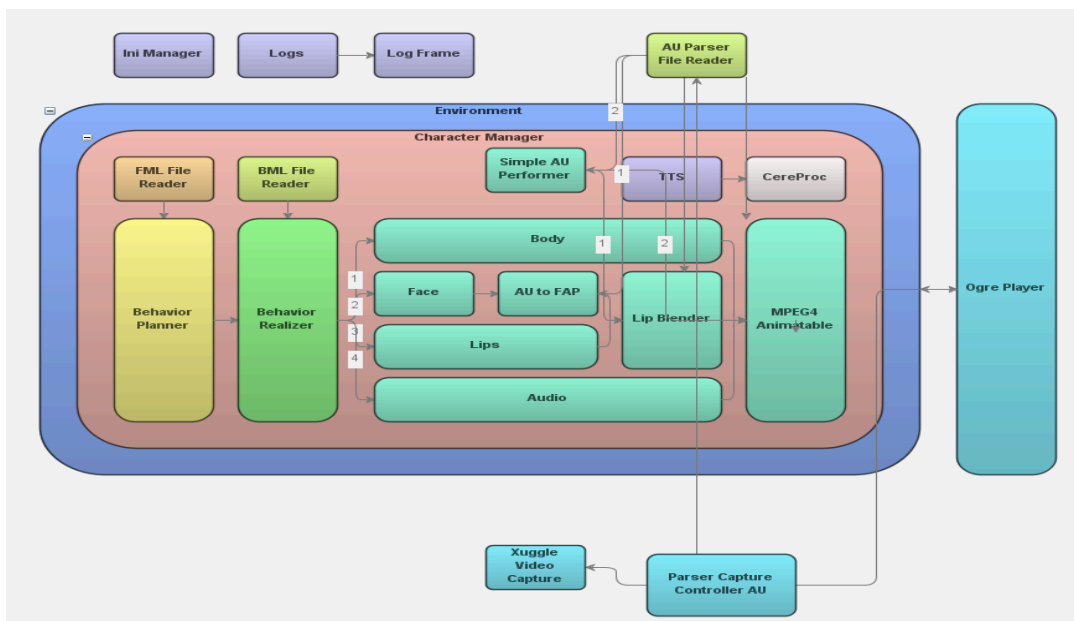 Ini Manager
Logs
Log Frame
AU Parser
File Reader
Environment
2
Character Manager
FML File
Reader
BML File
Reader
Simple AU
Performer
1
TTS
CereProc
Body
1
2
1
Face
AU to FAP
2
Behavior
Planner
Behavior
Realizer
Lip Blender
MPEG4
Animatable
Ogre Player
3
Lips
4
Audio
Xuggle
Video
Capture
Parser Capture
Controller AU